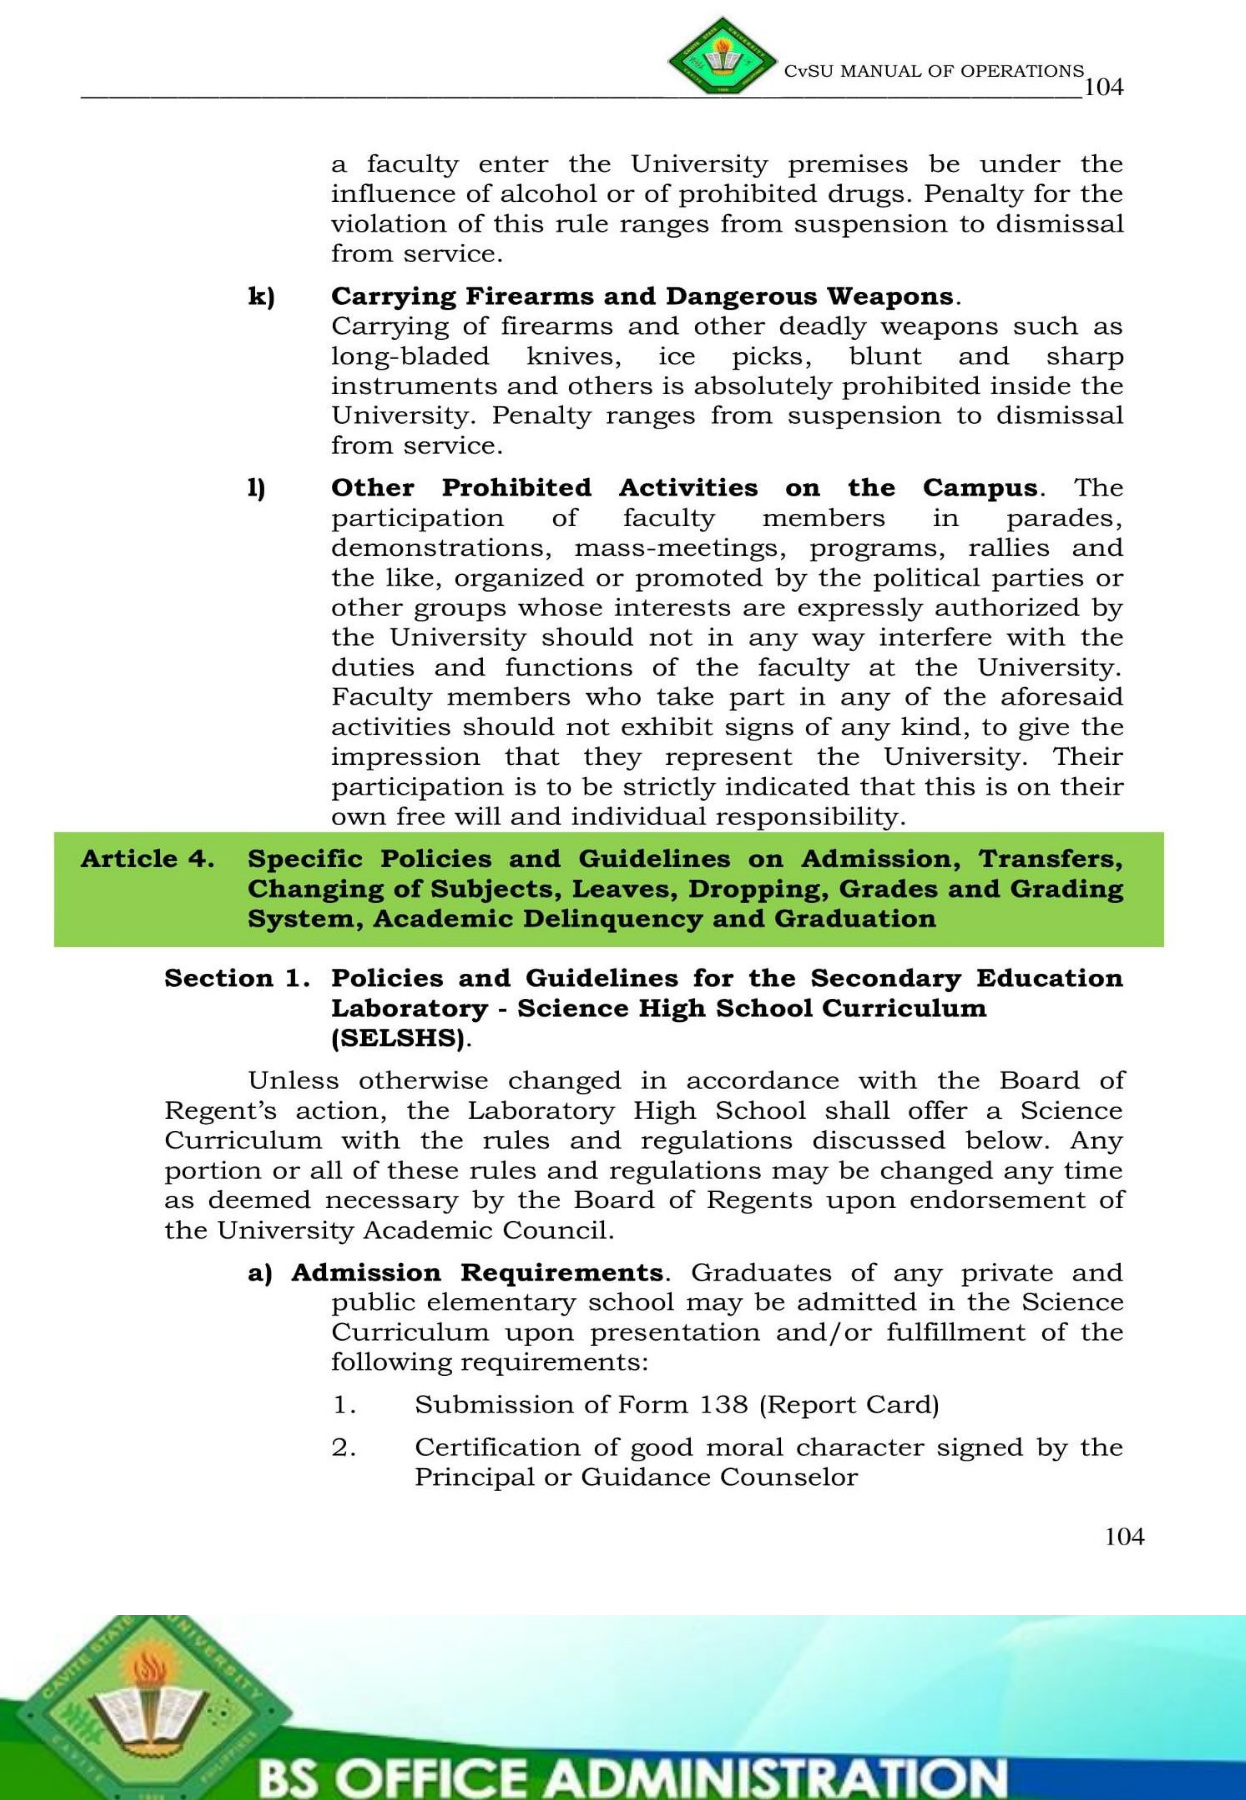 CvSU MANUAL OF OPERATIONS 104
a faculty enter the University premises be under the
influence of alcohol or of prohibited drugs. Penalty for the
violation of this rule ranges from suspension to dismissal
from service.
k) Carrying Firearms and Dangerous Weapons.
Carrying of firearms and other deadly weapons such as
long-bladed knives, ice picks, blunt and sharp
instruments and others is absolutely prohibited inside the
University. Penalty ranges from suspension to dismissal
from service.
l) Other Prohibited Activities on the Campus. The
participation of faculty members in parades,
demonstrations, mass-meetings, programs, rallies and
the like, organized or promoted by the political parties or
other groups whose interests are expressly authorized by
the University should not in any way interfere with the
duties and functions of the faculty at the University.
Faculty members who take part in any of the aforesaid
activities should not exhibit signs of any kind, to give the
impression that they represent the University. Their
participation is to be strictly indicated that this is on their
own free will and individual responsibility.
Article 4. Specific Policies and Guidelines on Admission, Transfers,
Changing of Subjects, Leaves, Dropping, Grades and Grading
System, Academic Delinquency and Graduation
Section 1. Policies and Guidelines for the Secondary Education
Laboratory - Science High School Curriculum
(SELSHS).
Unless otherwise changed in accordance with the Board of
Regent's action, the Laboratory High School shall offer a Science
Curriculum with the rules and regulations discussed below. Any
portion or all of these rules and regulations may be changed any time
as deemed necessary by the Board of Regents upon endorsement of
the University Academic Council.
a) Admission Requirements. Graduates of any private and
public elementary school may be admitted in the Science
Curriculum upon presentation and/or fulfillment of the
following requirements:
1. Submission of Form 138 (Report Card)
2. Certification of good moral character signed by the
Principal or Guidance Counselor
104
CAVITE STATE UNIVERSITY
CAVITE PHILIPPINES
BS OFFICE ADMINISTRATION